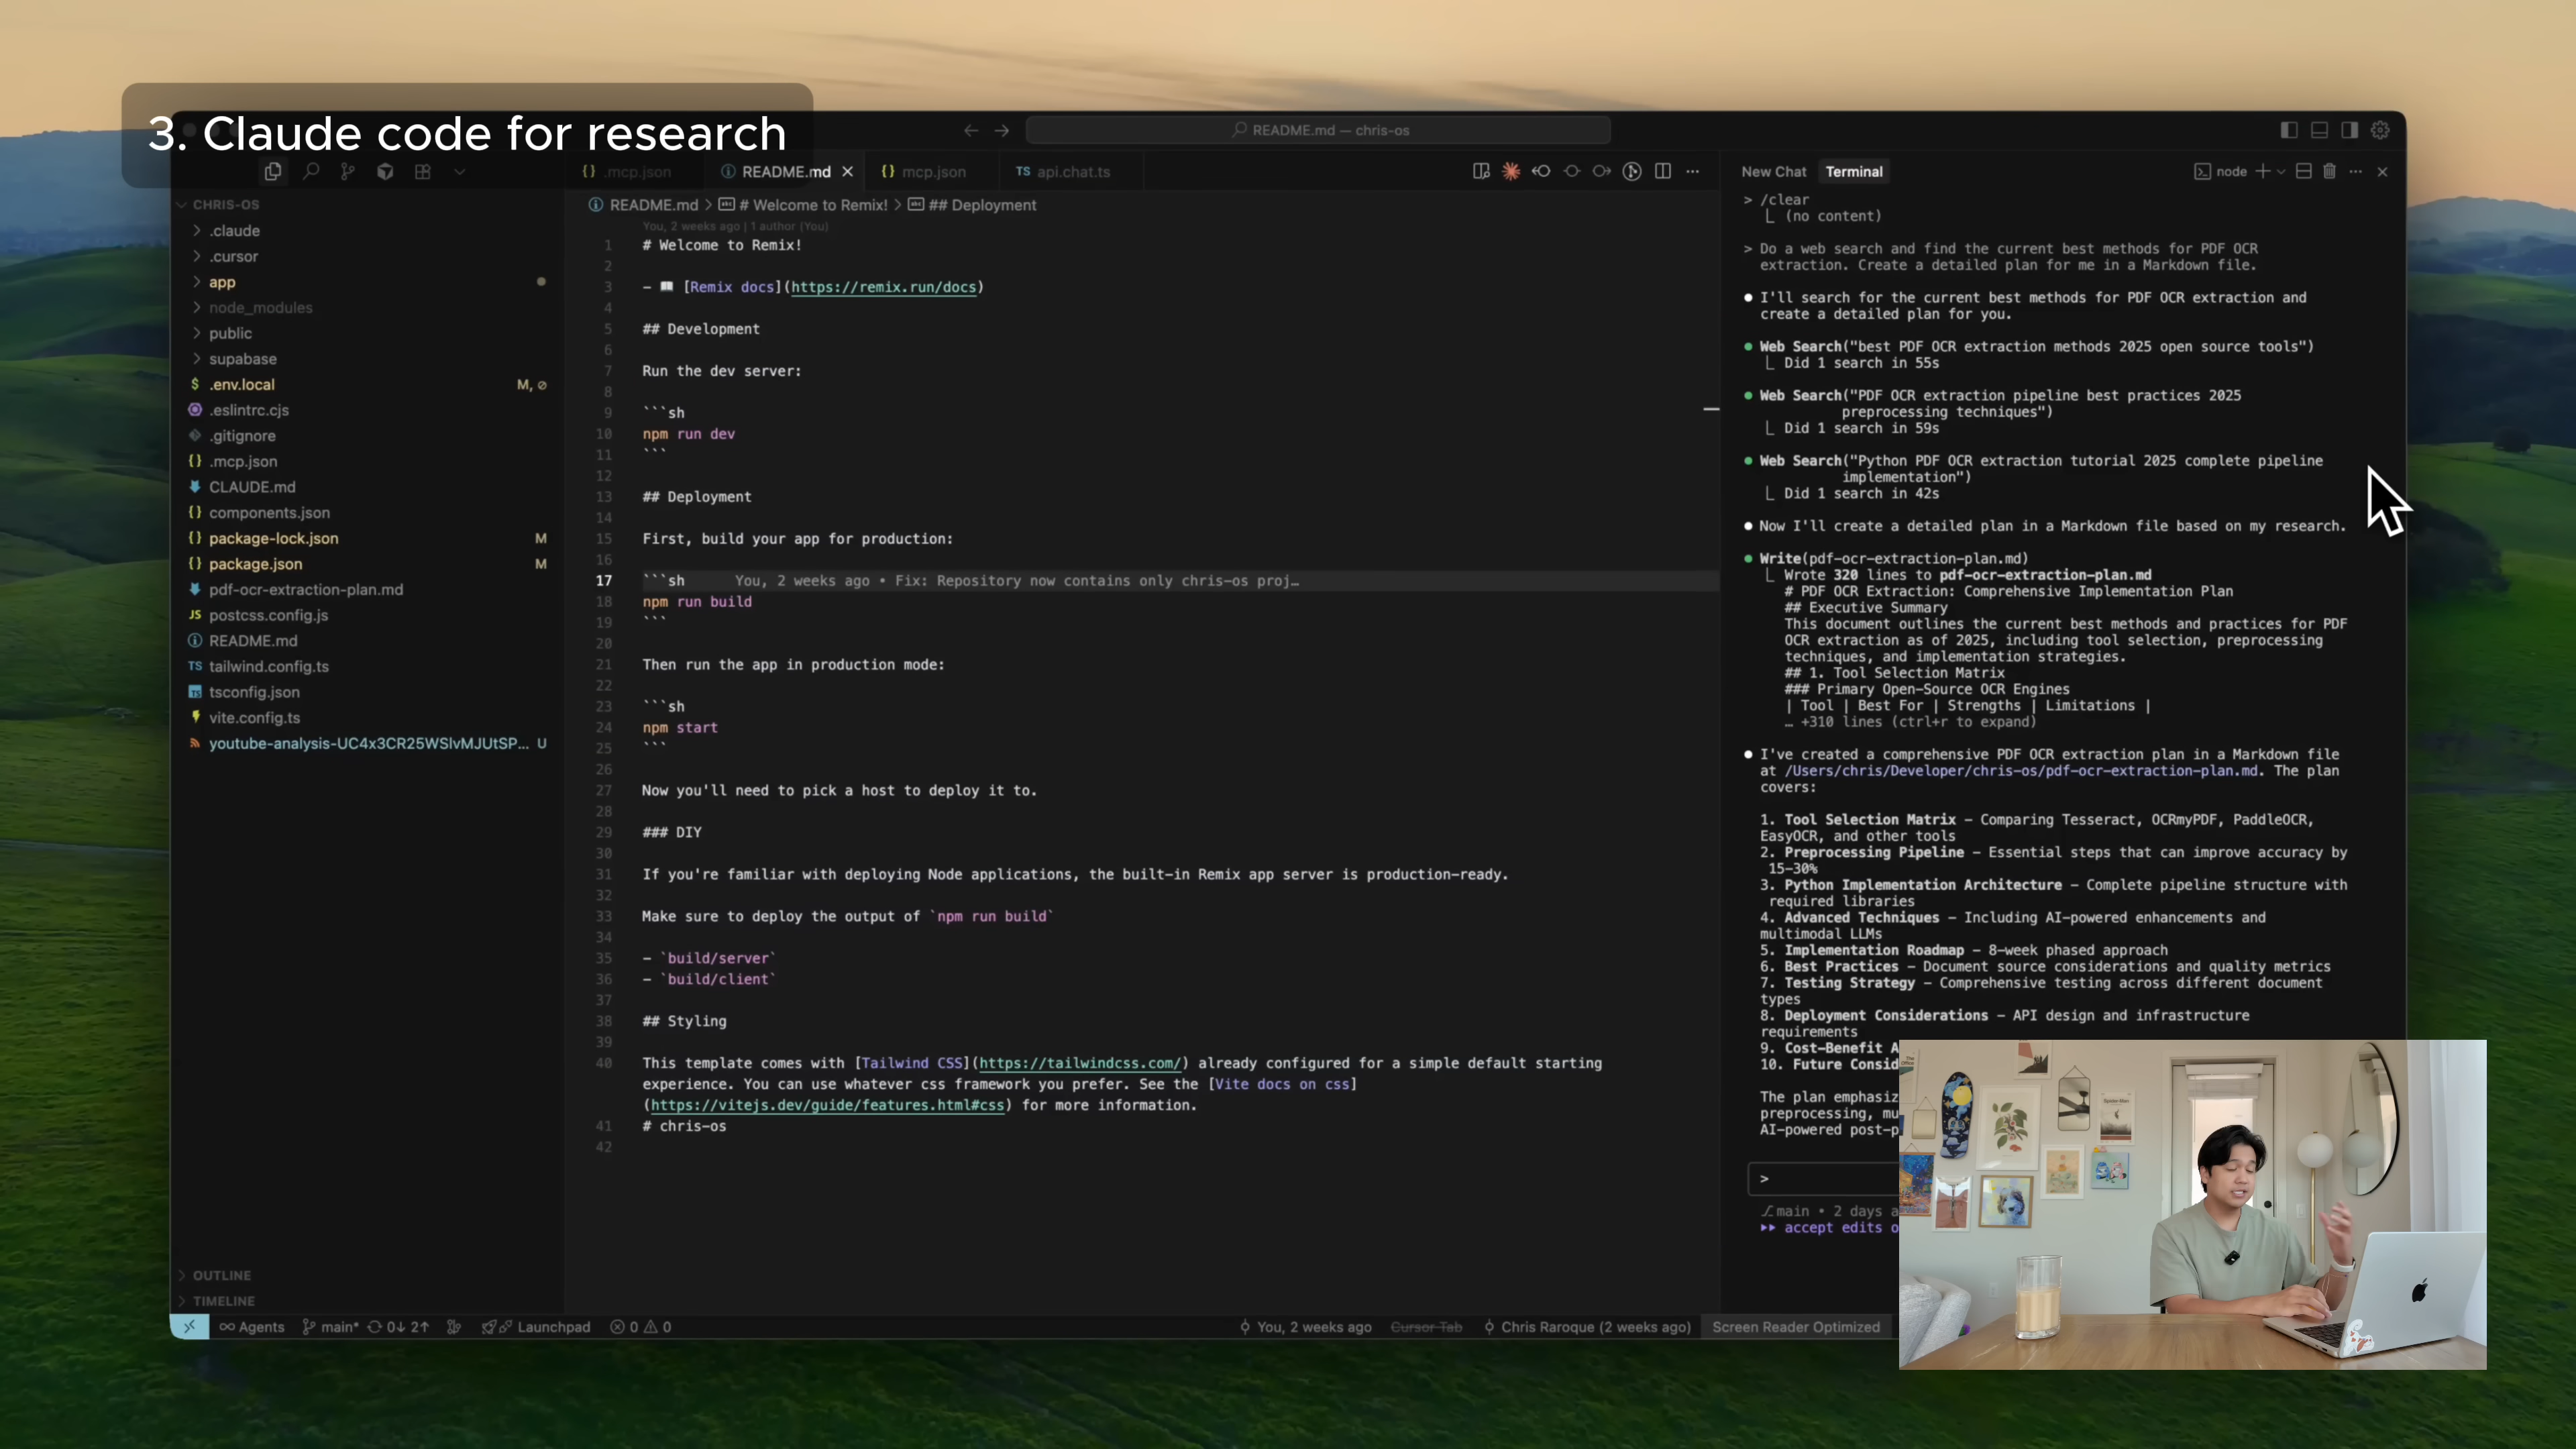 3. Claude code for research
README.md — chris-os
.mcp.json
README.md
mcp.json
TS api.chat.ts
New Chat
Terminal
node
CHRIS-OS
.claude
.cursor
app
node_modules
public
supabase
$ .env.local M,
.eslintrc.cjs
.gitignore
{} .mcp.json
CLAUDE.md
{} components.json
{} package-lock.json M
{} package.json M
pdf-ocr-extraction-plan.md
JS postcss.config.js
README.md
TS tailwind.config.ts
TS tsconfig.json
vite.config.ts
youtube-analysis-UC4x3CR25WSlvMJUtSP... U
OUTLINE
TIMELINE
README.md > # Welcome to Remix! > ## Deployment
You, 2 weeks ago | 1 author (You)
1 # Welcome to Remix!
2
3 - 📖 [Remix docs](https://remix.run/docs)
4
5 ## Development
6
7 Run the dev server:
8
9 ```sh
10 npm run dev
11 ```
12
13 ## Deployment
14
15 First, build your app for production:
16
17 ```sh You, 2 weeks ago • Fix: Repository now contains only chris-os proj…
18 npm run build
19 ```
20
21 Then run the app in production mode:
22
23 ```sh
24 npm start
25 ```
26
27 Now you'll need to pick a host to deploy it to.
28
29 ### DIY
30
31 If you're familiar with deploying Node applications, the built-in Remix app server is production-ready.
32
33 Make sure to deploy the output of `npm run build`
34
35 - `build/server`
36 - `build/client`
37
38 ## Styling
39
40 This template comes with [Tailwind CSS](https://tailwindcss.com/) already configured for a simple default starting
experience. You can use whatever css framework you prefer. See the [Vite docs on css]
(https://vitejs.dev/guide/features.html#css) for more information.
41 # chris-os
42
> /clear
⎿ (no content)
> Do a web search and find the current best methods for PDF OCR
extraction. Create a detailed plan for me in a Markdown file.
● I'll search for the current best methods for PDF OCR extraction and
create a detailed plan for you.
● Web Search("best PDF OCR extraction methods 2025 open source tools")
⎿ Did 1 search in 55s
● Web Search("PDF OCR extraction pipeline best practices 2025
preprocessing techniques")
⎿ Did 1 search in 59s
● Web Search("Python PDF OCR extraction tutorial 2025 complete pipeline
implementation")
⎿ Did 1 search in 42s
● Now I'll create a detailed plan in a Markdown file based on my research.
● Write(pdf-ocr-extraction-plan.md)
⎿ Wrote 320 lines to pdf-ocr-extraction-plan.md
# PDF OCR Extraction: Comprehensive Implementation Plan
## Executive Summary
This document outlines the current best methods and practices for PDF
OCR extraction as of 2025, including tool selection, preprocessing
techniques, and implementation strategies.
## 1. Tool Selection Matrix
### Primary Open-Source OCR Engines
| Tool | Best For | Strengths | Limitations |
… +310 lines (ctrl+r to expand)
● I've created a comprehensive PDF OCR extraction plan in a Markdown file
at /Users/chris/Developer/chris-os/pdf-ocr-extraction-plan.md. The plan
covers:
1. Tool Selection Matrix – Comparing Tesseract, OCRmyPDF, PaddleOCR,
EasyOCR, and other tools
2. Preprocessing Pipeline – Essential steps that can improve accuracy by
15-30%
3. Python Implementation Architecture – Complete pipeline structure with
required libraries
4. Advanced Techniques – Including AI-powered enhancements and
multimodal LLMs
5. Implementation Roadmap – 8-week phased approach
6. Best Practices – Document source considerations and quality metrics
7. Testing Strategy – Comprehensive testing across different document
types
8. Deployment Considerations – API design and infrastructure
requirements
9. Cost-Benefit A
10. Future Consid
The plan emphasiz
preprocessing, mu
AI-powered post-p
>
main • 2 days a
accept edits o
Agents
main* 0↓ 2↑
Launchpad
0 0
You, 2 weeks ago
Cursor Tab
Chris Raroque (2 weeks ago)
Screen Reader Optimized